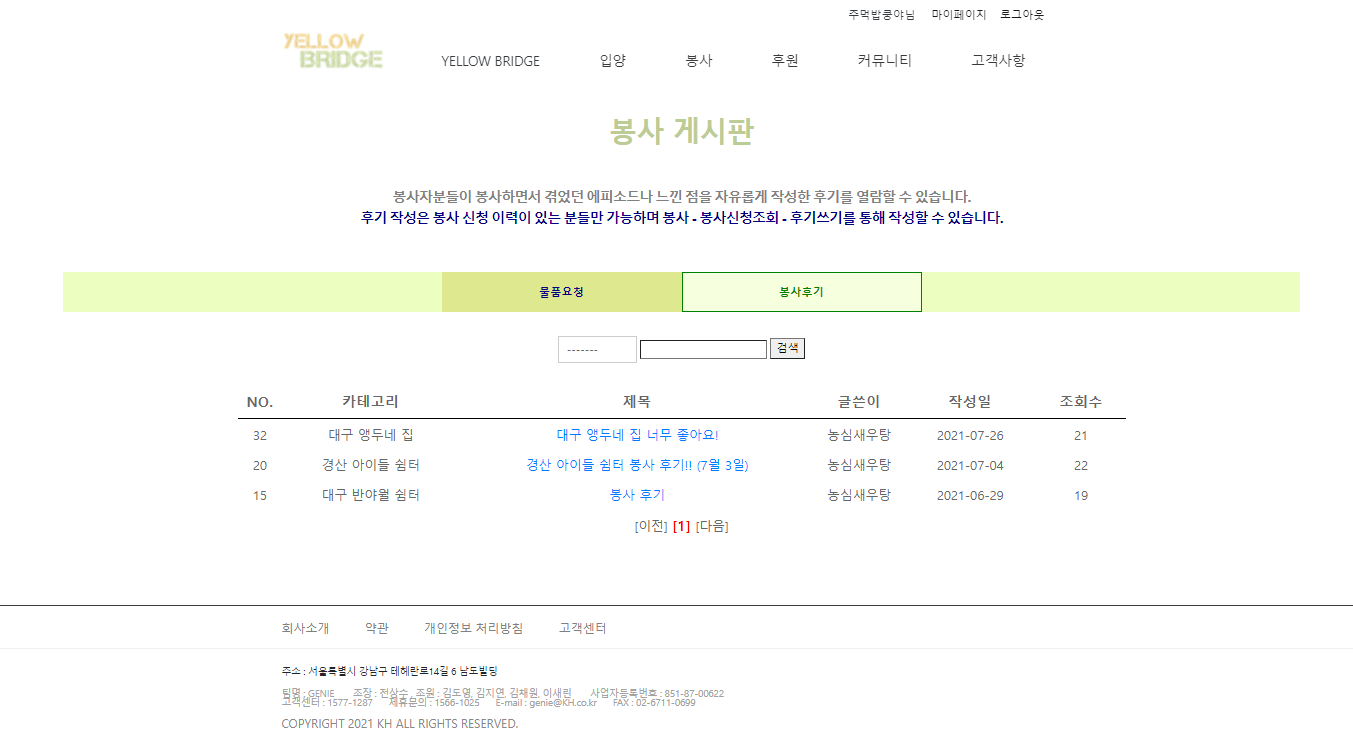 주먹밥쿵야님 마이페이지 로그아웃
YELLOW
BRIDGE
YELLOW BRIDGE 입양 봉사 후원 커뮤니티 고객사항
봉사 게시판
봉사자분들이 봉사하면서 겪었던 에피소드나 느낀 점을 자유롭게 작성한 후기를 열람할 수 있습니다.
후기 작성은 봉사 신청 이력이 있는 분들만 가능하며 봉사 - 봉사신청조회 - 후기쓰기를 통해 작성할 수 있습니다.
물품요청 봉사후기
------- 검색
NO. 카테고리 제목 글쓴이 작성일 조회수
32 대구 앵두네 집 대구 앵두네 집 너무 좋아요! 농심새우탕 2021-07-26 21
20 경산 아이들 쉼터 경산 아이들 쉼터 봉사 후기!! (7월 3일) 농심새우탕 2021-07-04 22
15 대구 반야월 쉼터 봉사 후기 농심새우탕 2021-06-29 19
[이전] [1] [다음]
회사소개 약관 개인정보 처리방침 고객센터
주소 : 서울특별시 강남구 테헤란로14길 6 남도빌딩
팀명 : GENIE 조장 : 전상수 , 조원 : 김도영, 김지연, 김채원, 이새린 사업자등록번호 : 851-87-00622
고객센터 : 1577-1287 제휴문의 : 1566-1025 E-mail : genie@KH.co.kr FAX : 02-6711-0699
COPYRIGHT 2021 KH ALL RIGHTS RESERVED.